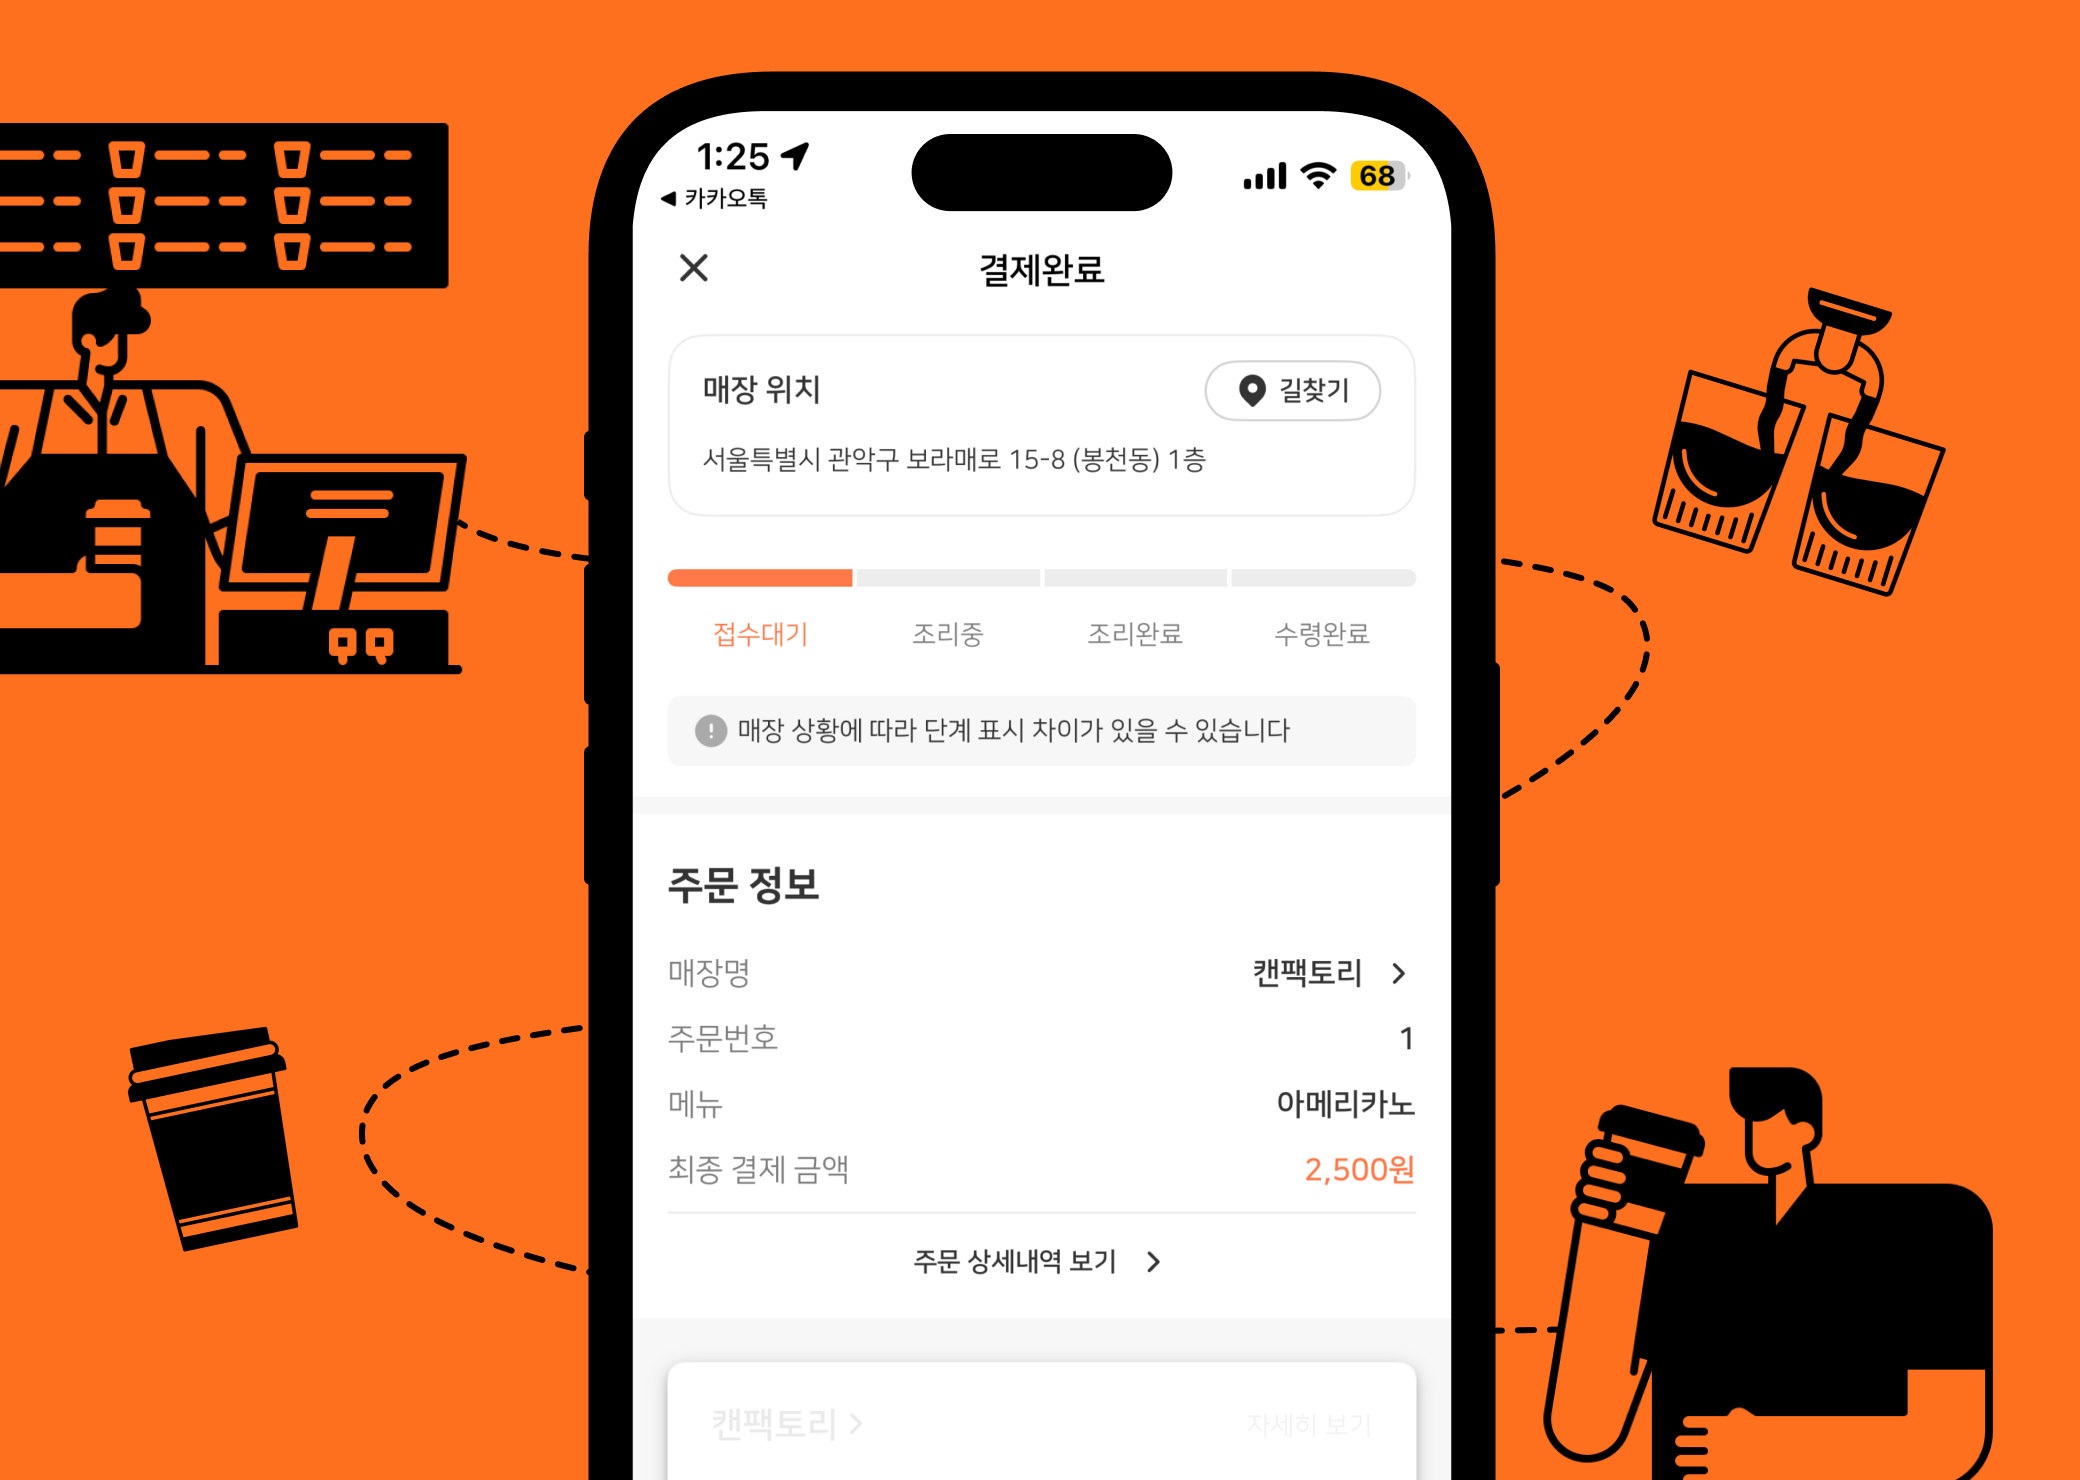 1:25
68
카카오톡
결제완료
매장 위치
길찾기
서울특별시 관악구 보라매로 15-8 (봉천동) 1층
접수대기 조리중 조리완료 수령완료
매장 상황에 따라 단계 표시 차이가 있을 수 있습니다
주문 정보
매장명 캔팩토리
주문번호 1
메뉴 아메리카노
최종 결제 금액 2,500원
주문 상세내역 보기
캔팩토리 자세히 보기